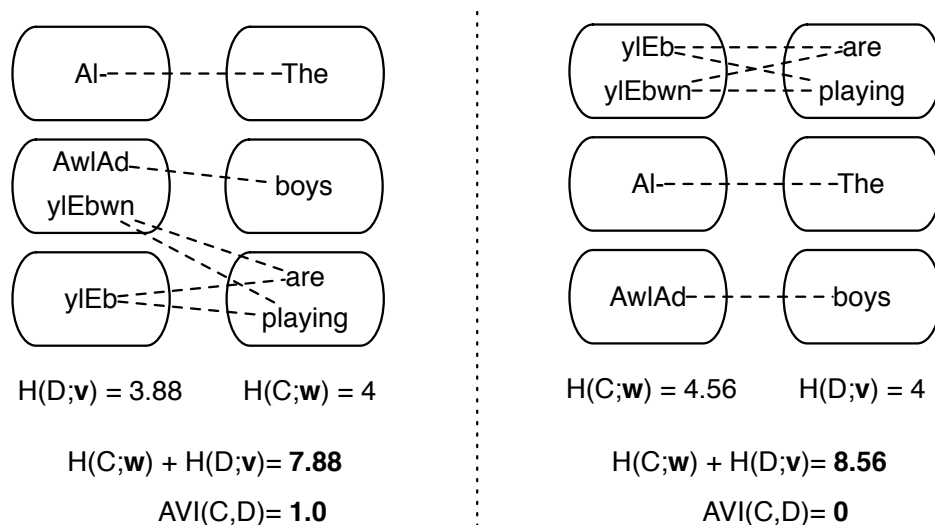 Al- The
AwlAd
ylEbwn
boys
ylEb
are
playing
H(D;v) = 3.88 H(C;w) = 4
H(C;w) + H(D;v)= 7.88
AVI(C,D)= 1.0
ylEb are
ylEbwn playing
Al- The
AwlAd boys
H(C;w) = 4.56 H(D;v) = 4
H(C;w) + H(D;v)= 8.56
AVI(C,D)= 0